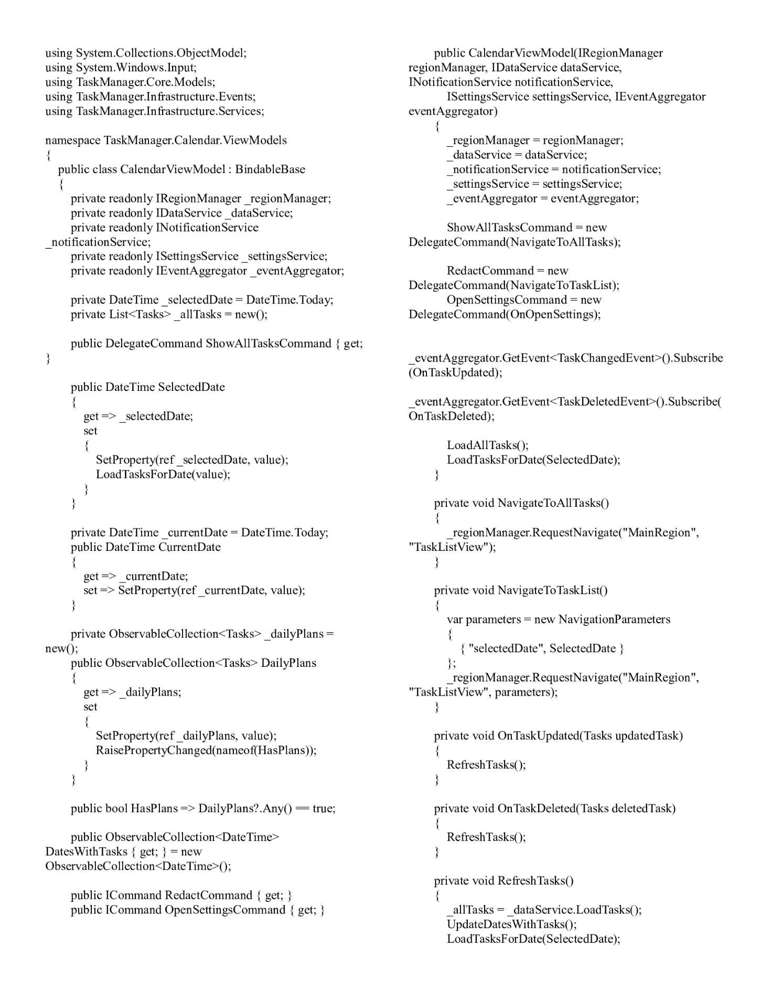 using System.Collections.ObjectModel;
using System.Windows.Input;
using TaskManager.Core.Models;
using TaskManager.Infrastructure.Events;
using TaskManager.Infrastructure.Services;

namespace TaskManager.Calendar.ViewModels
{
    public class CalendarViewModel : BindableBase
    {
        private readonly IRegionManager _regionManager;
        private readonly IDataService _dataService;
        private readonly INotificationService
_notificationService;
        private readonly ISettingsService _settingsService;
        private readonly IEventAggregator _eventAggregator;

        private DateTime _selectedDate = DateTime.Today;
        private List<Tasks> _allTasks = new();

        public DelegateCommand ShowAllTasksCommand { get;
}

        public DateTime SelectedDate
        {
            get => _selectedDate;
            set
            {
                SetProperty(ref _selectedDate, value);
                LoadTasksForDate(value);
            }
        }

        private DateTime _currentDate = DateTime.Today;
        public DateTime CurrentDate
        {
            get => _currentDate;
            set => SetProperty(ref _currentDate, value);
        }

        private ObservableCollection<Tasks> _dailyPlans =
new();
        public ObservableCollection<Tasks> DailyPlans
        {
            get => _dailyPlans;
            set
            {
                SetProperty(ref _dailyPlans, value);
                RaisePropertyChanged(nameof(HasPlans));
            }
        }

        public bool HasPlans => DailyPlans?.Any() == true;

        public ObservableCollection<DateTime>
DatesWithTasks { get; } = new
ObservableCollection<DateTime>();

        public ICommand RedactCommand { get; }
        public ICommand OpenSettingsCommand { get; }

        public CalendarViewModel(IRegionManager
regionManager, IDataService dataService,
INotificationService notificationService,
            ISettingsService settingsService, IEventAggregator
eventAggregator)
        {
            _regionManager = regionManager;
            _dataService = dataService;
            _notificationService = notificationService;
            _settingsService = settingsService;
            _eventAggregator = eventAggregator;

            ShowAllTasksCommand = new
DelegateCommand(NavigateToAllTasks);

            RedactCommand = new
DelegateCommand(NavigateToTaskList);
            OpenSettingsCommand = new
DelegateCommand(OnOpenSettings);

_eventAggregator.GetEvent<TaskChangedEvent>().Subscribe
(OnTaskUpdated);

_eventAggregator.GetEvent<TaskDeletedEvent>().Subscribe(
OnTaskDeleted);

            LoadAllTasks();
            LoadTasksForDate(SelectedDate);
        }

        private void NavigateToAllTasks()
        {
            _regionManager.RequestNavigate("MainRegion",
"TaskListView");
        }

        private void NavigateToTaskList()
        {
            var parameters = new NavigationParameters
            {
                { "selectedDate", SelectedDate }
            };
            _regionManager.RequestNavigate("MainRegion",
"TaskListView", parameters);
        }

        private void OnTaskUpdated(Tasks updatedTask)
        {
            RefreshTasks();
        }

        private void OnTaskDeleted(Tasks deletedTask)
        {
            RefreshTasks();
        }

        private void RefreshTasks()
        {
            _allTasks = _dataService.LoadTasks();
            UpdateDatesWithTasks();
            LoadTasksForDate(SelectedDate);